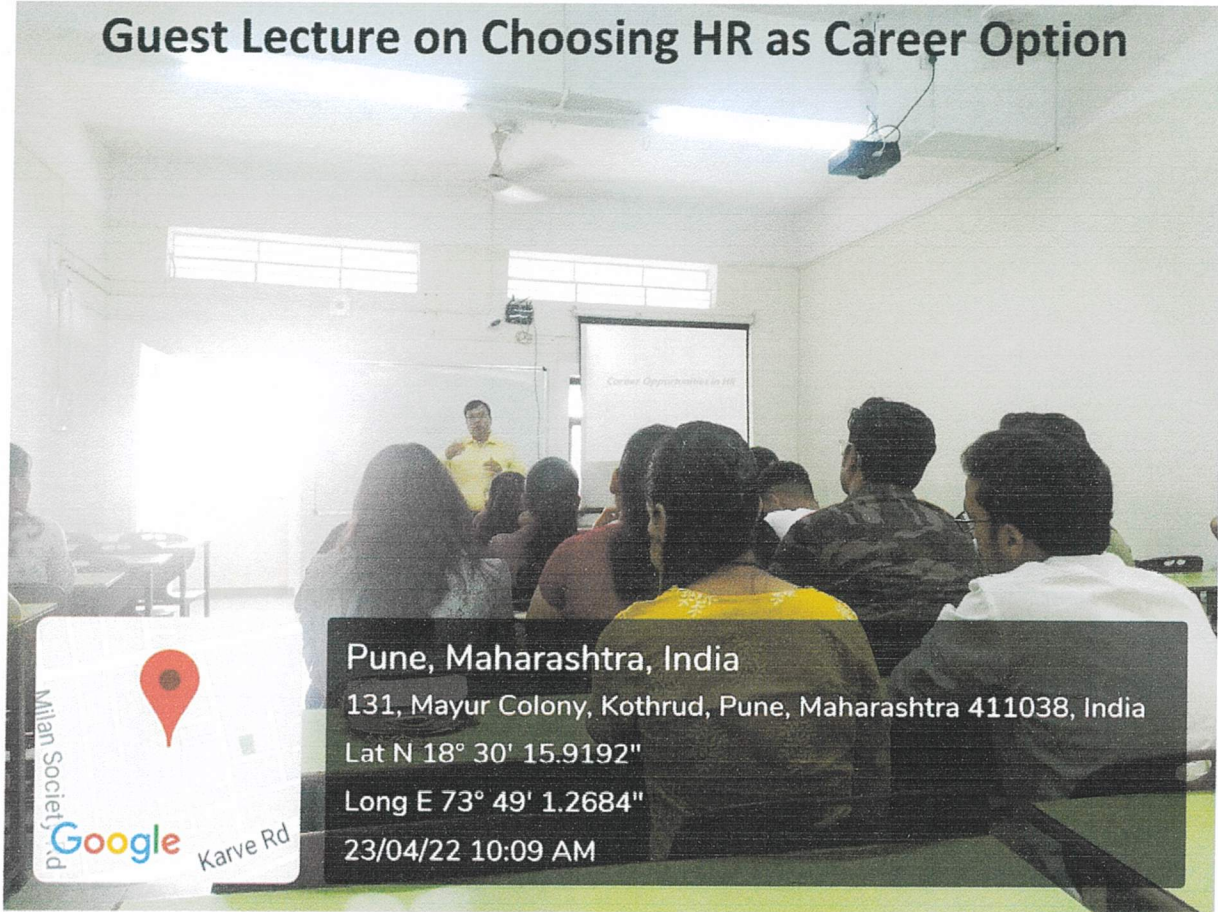 Guest Lecture on Choosing HR as Career Option
Career Opportunities in HR
Pune, Maharashtra, India
131, Mayur Colony, Kothrud, Pune, Maharashtra 411038, India
Lat N 18° 30' 15.9192"
Long E 73° 49' 1.2684"
23/04/22 10:09 AM
Milan Society Rd
Google
Karve Rd